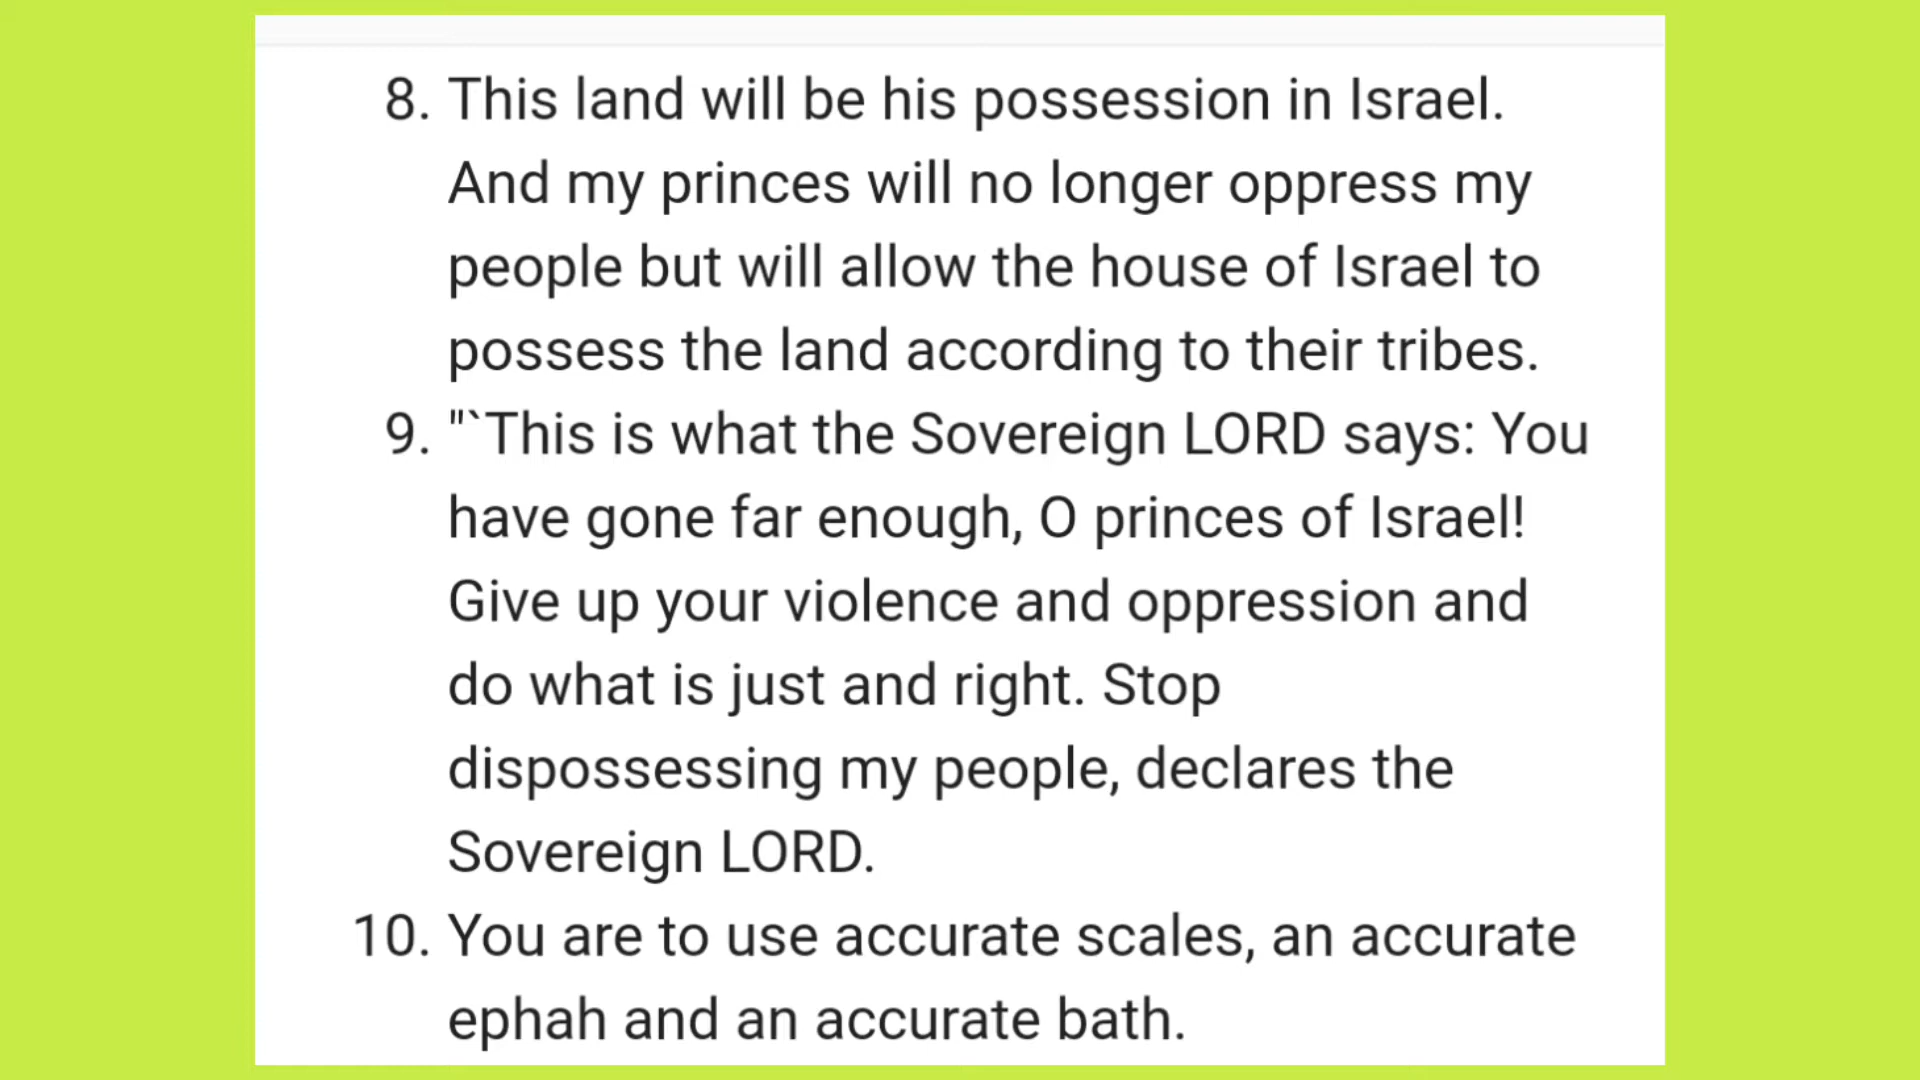 8. This land will be his possession in Israel.
And my princes will no longer oppress my
people but will allow the house of Israel to
possess the land according to their tribes.
9. "`This is what the Sovereign LORD says: You
have gone far enough, O princes of Israel!
Give up your violence and oppression and
do what is just and right. Stop
dispossessing my people, declares the
Sovereign LORD.
10. You are to use accurate scales, an accurate
ephah and an accurate bath.